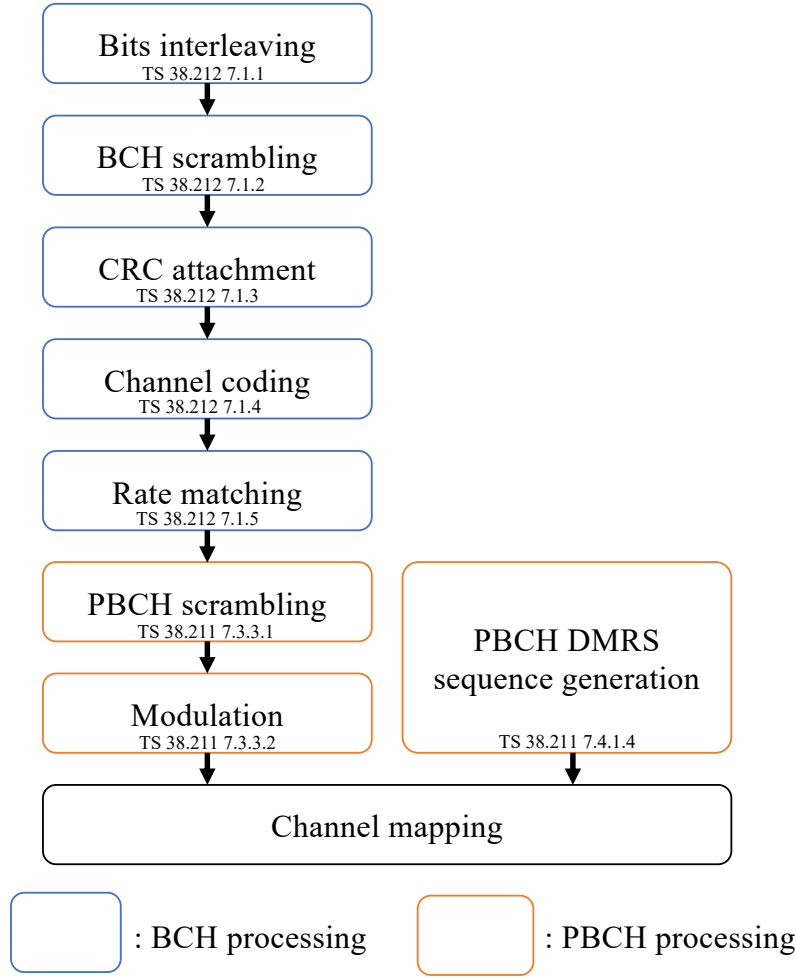 Bits interleaving
TS 38.212 7.1.1
BCH scrambling
TS 38.212 7.1.2
CRC attachment
TS 38.212 7.1.3
Channel coding
TS 38.212 7.1.4
Rate matching
TS 38.212 7.1.5
PBCH scrambling
TS 38.211 7.3.3.1
Modulation
TS 38.211 7.3.3.2
PBCH DMRS
sequence generation
TS 38.211 7.4.1.4
Channel mapping
: BCH processing
: PBCH processing